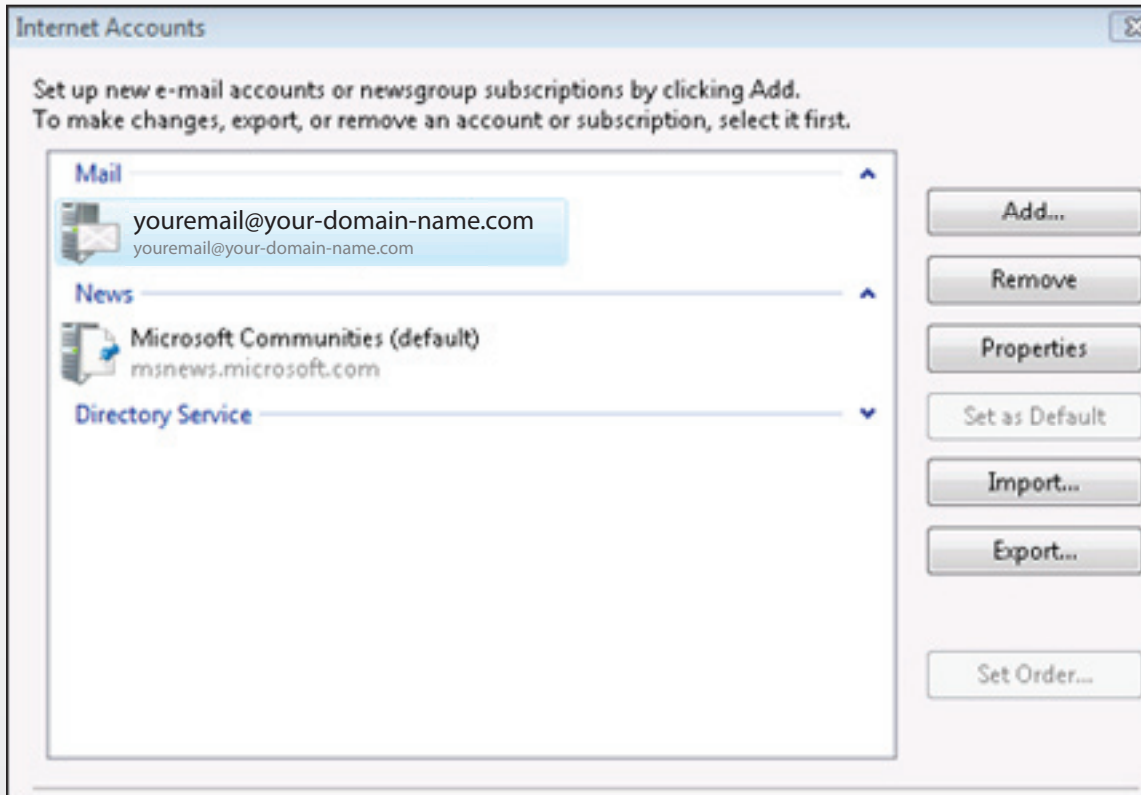 Internet Accounts
Set up new e-mail accounts or newsgroup subscriptions by clicking Add.
To make changes, export, or remove an account or subscription, select it first.
Mail
youremail@your-domain-name.com
youremail@your-domain-name.com
News
Microsoft Communities (default)
msnews.microsoft.com
Directory Service
Add...
Remove
Properties
Set as Default
Import...
Export...
Set Order...